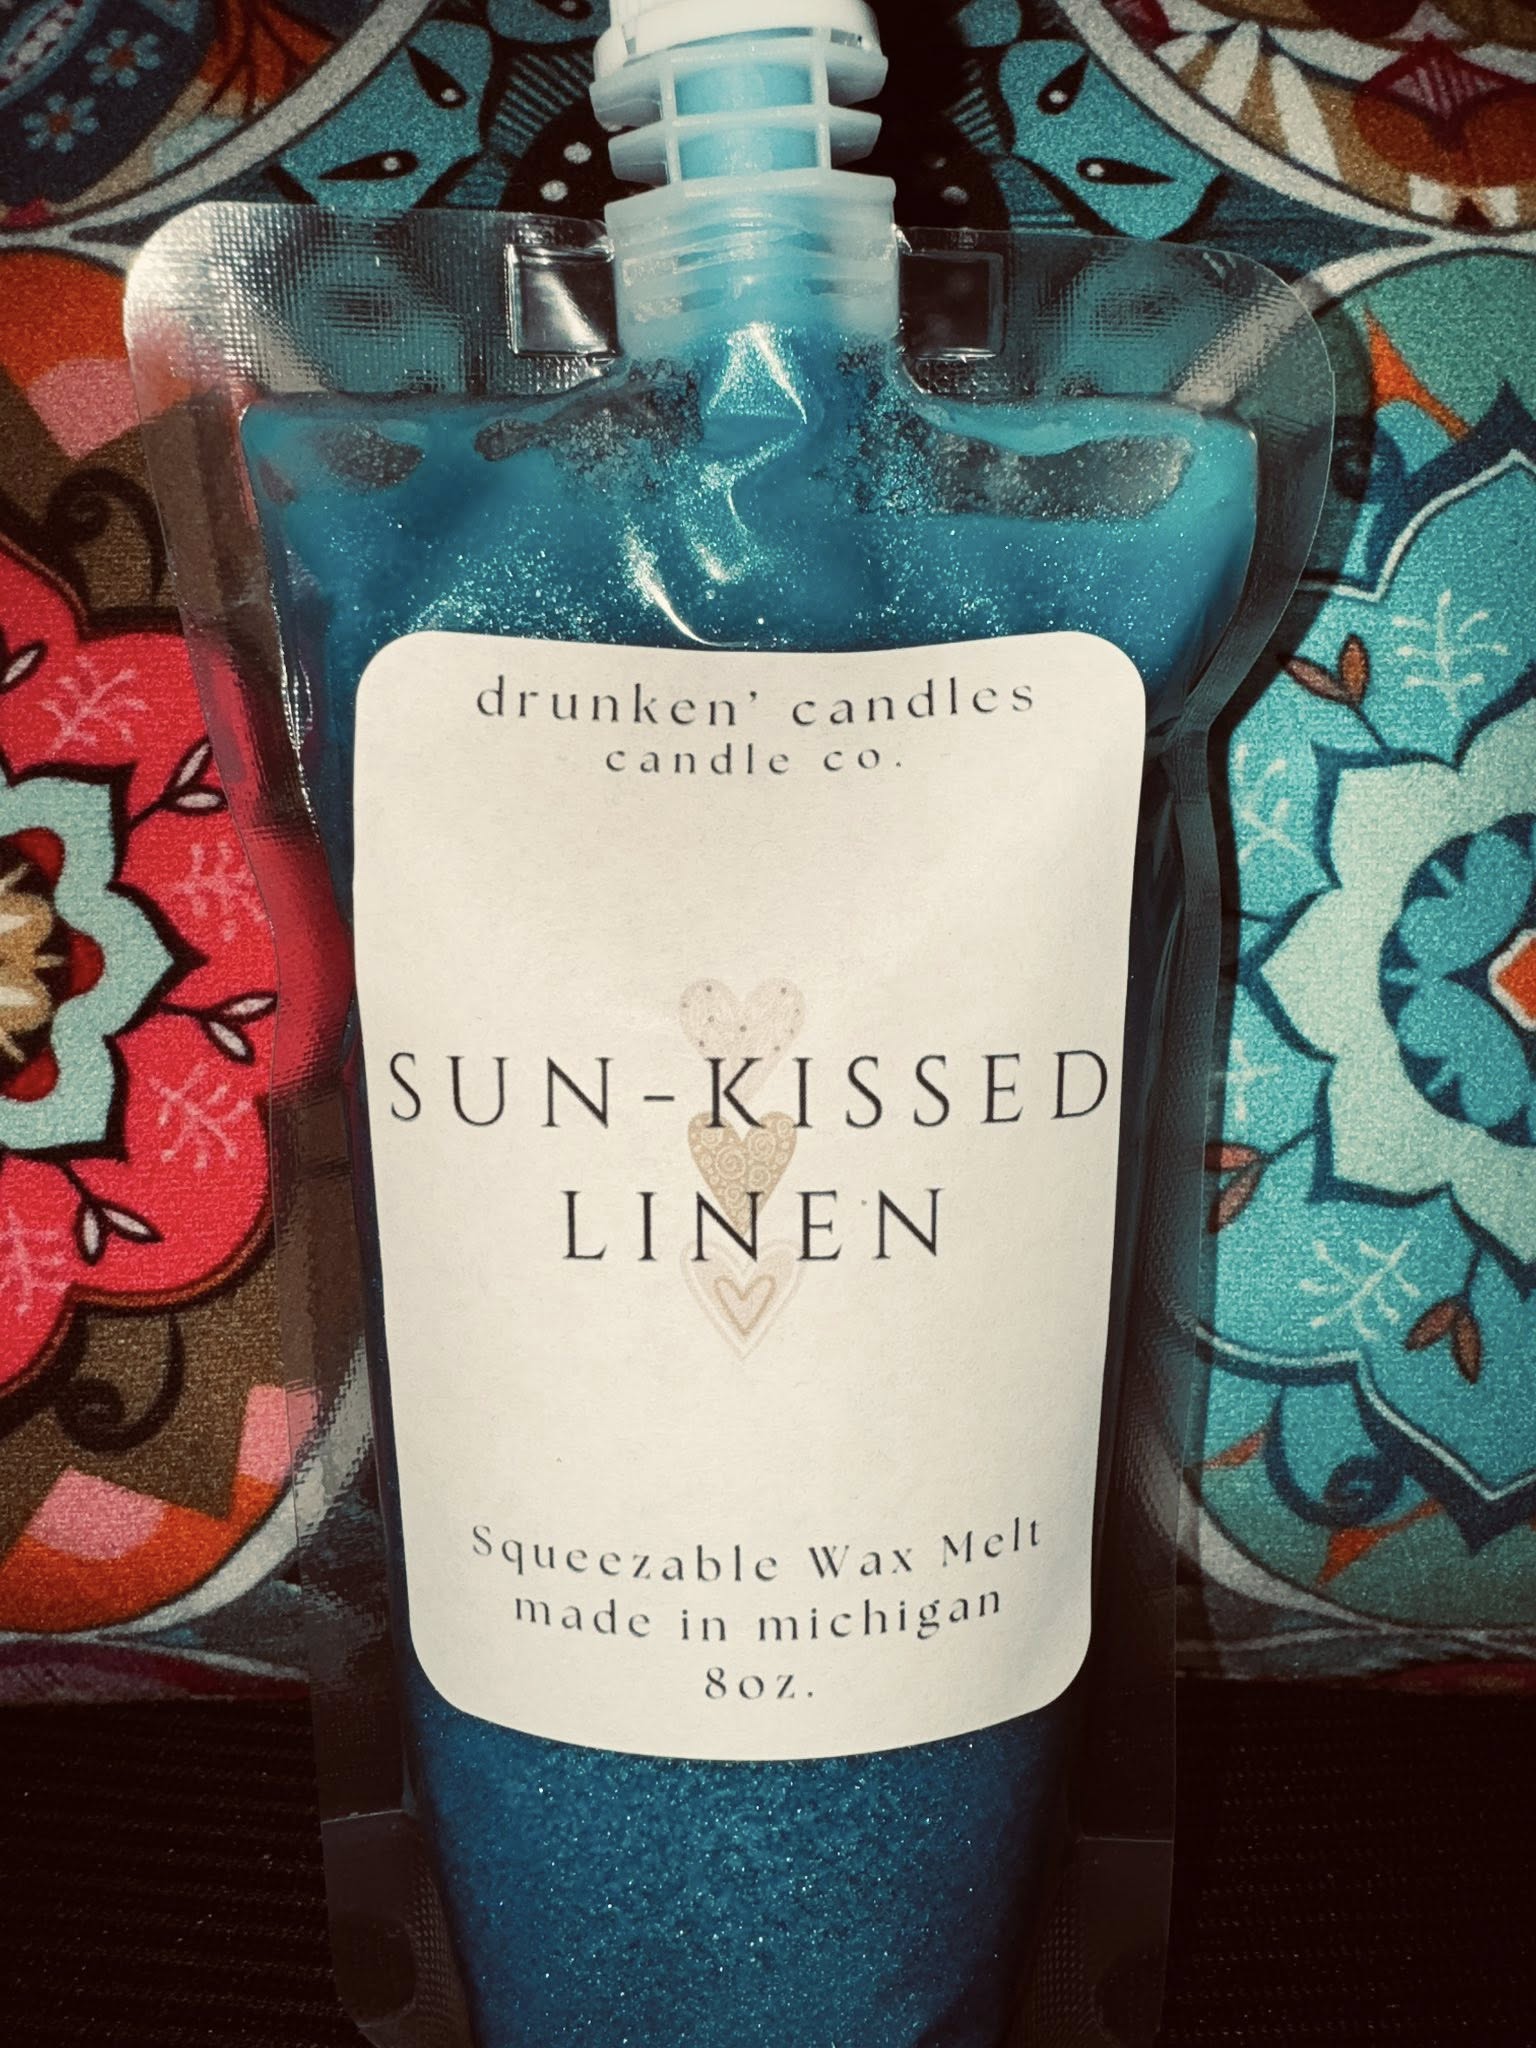 drunken' candles
candle co.
SUN-KISSED
LINEN
Squeezable Wax Melt
made in michigan
8oz.